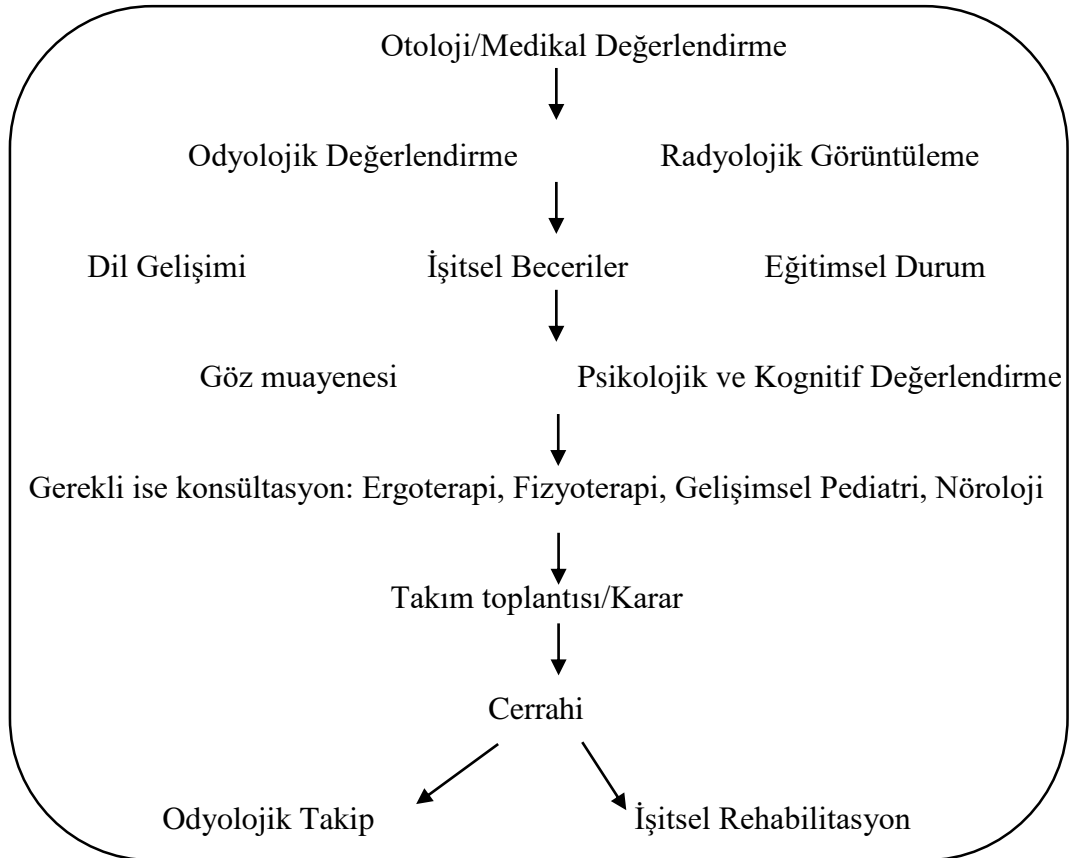 Otoloji/Medikal Değerlendirme
Odyolojik Değerlendirme Radyolojik Görüntüleme
Dil Gelişimi İşitsel Beceriler Eğitimsel Durum
Göz muayenesi Psikolojik ve Kognitif Değerlendirme
Gerekli ise konsültasyon: Ergoterapi, Fizyoterapi, Gelişimsel Pediatri, Nöroloji
Takım toplantısı/Karar
Cerrahi
Odyolojik Takip İşitsel Rehabilitasyon